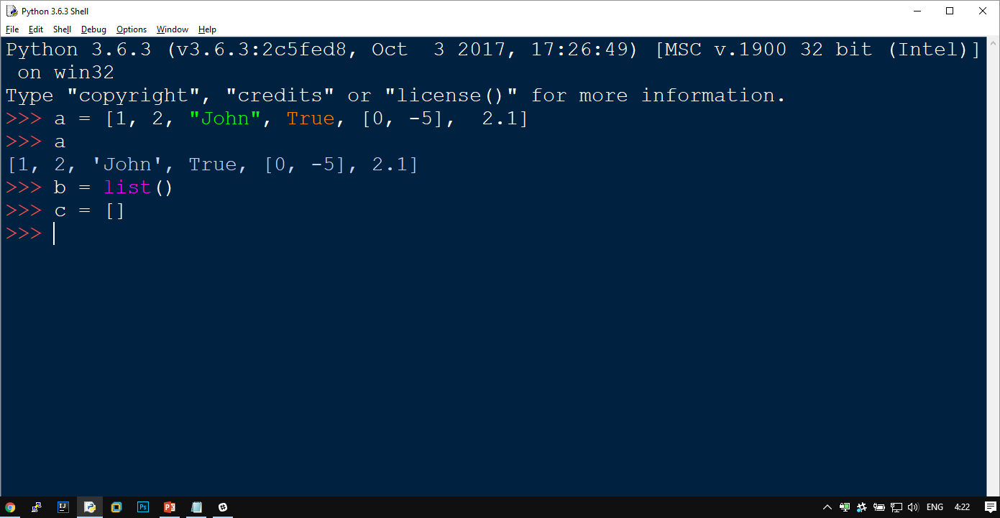 Python 3.6.3 Shell
File Edit Shell Debug Options Window Help
Python 3.6.3 (v3.6.3:2c5fed8, Oct  3 2017, 17:26:49) [MSC v.1900 32 bit (Intel)]
 on win32
Type "copyright", "credits" or "license()" for more information.
>>> a = [1, 2, "John", True, [0, -5],  2.1]
>>> a
[1, 2, 'John', True, [0, -5], 2.1]
>>> b = list()
>>> c = []
>>>
IJ Ps P ENG 4:22